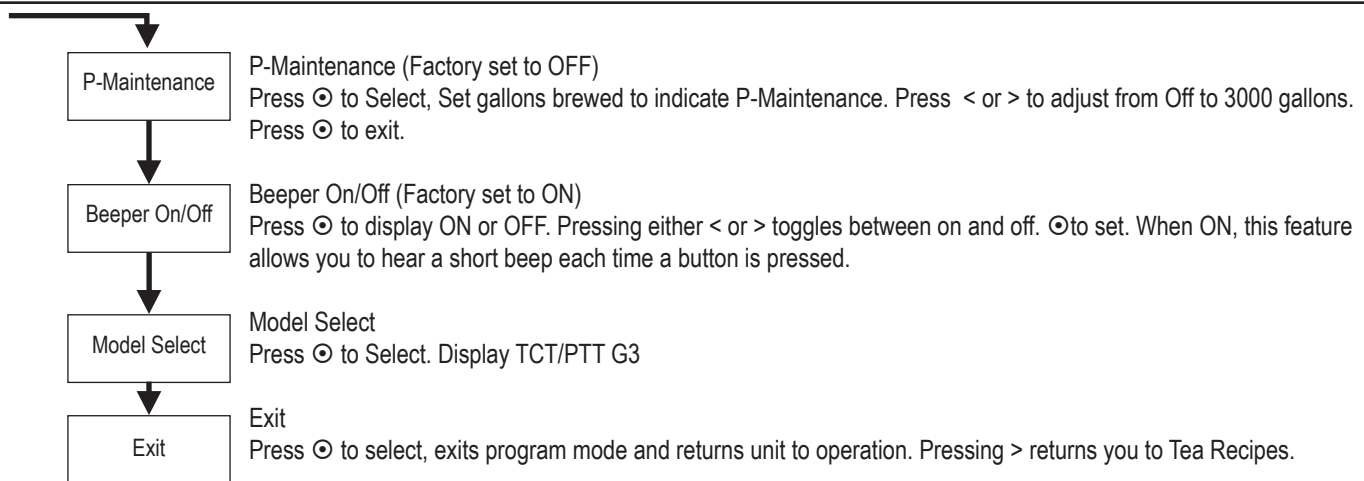 P-Maintenance
P-Maintenance (Factory set to OFF)
Press ⊙ to Select, Set gallons brewed to indicate P-Maintenance. Press < or > to adjust from Off to 3000 gallons.
Press ⊙ to exit.
Beeper On/Off
Beeper On/Off (Factory set to ON)
Press ⊙ to display ON or OFF. Pressing either < or > toggles between on and off. ⊙to set. When ON, this feature
allows you to hear a short beep each time a button is pressed.
Model Select
Model Select
Press ⊙ to Select. Display TCT/PTT G3
Exit
Exit
Press ⊙ to select, exits program mode and returns unit to operation. Pressing > returns you to Tea Recipes.